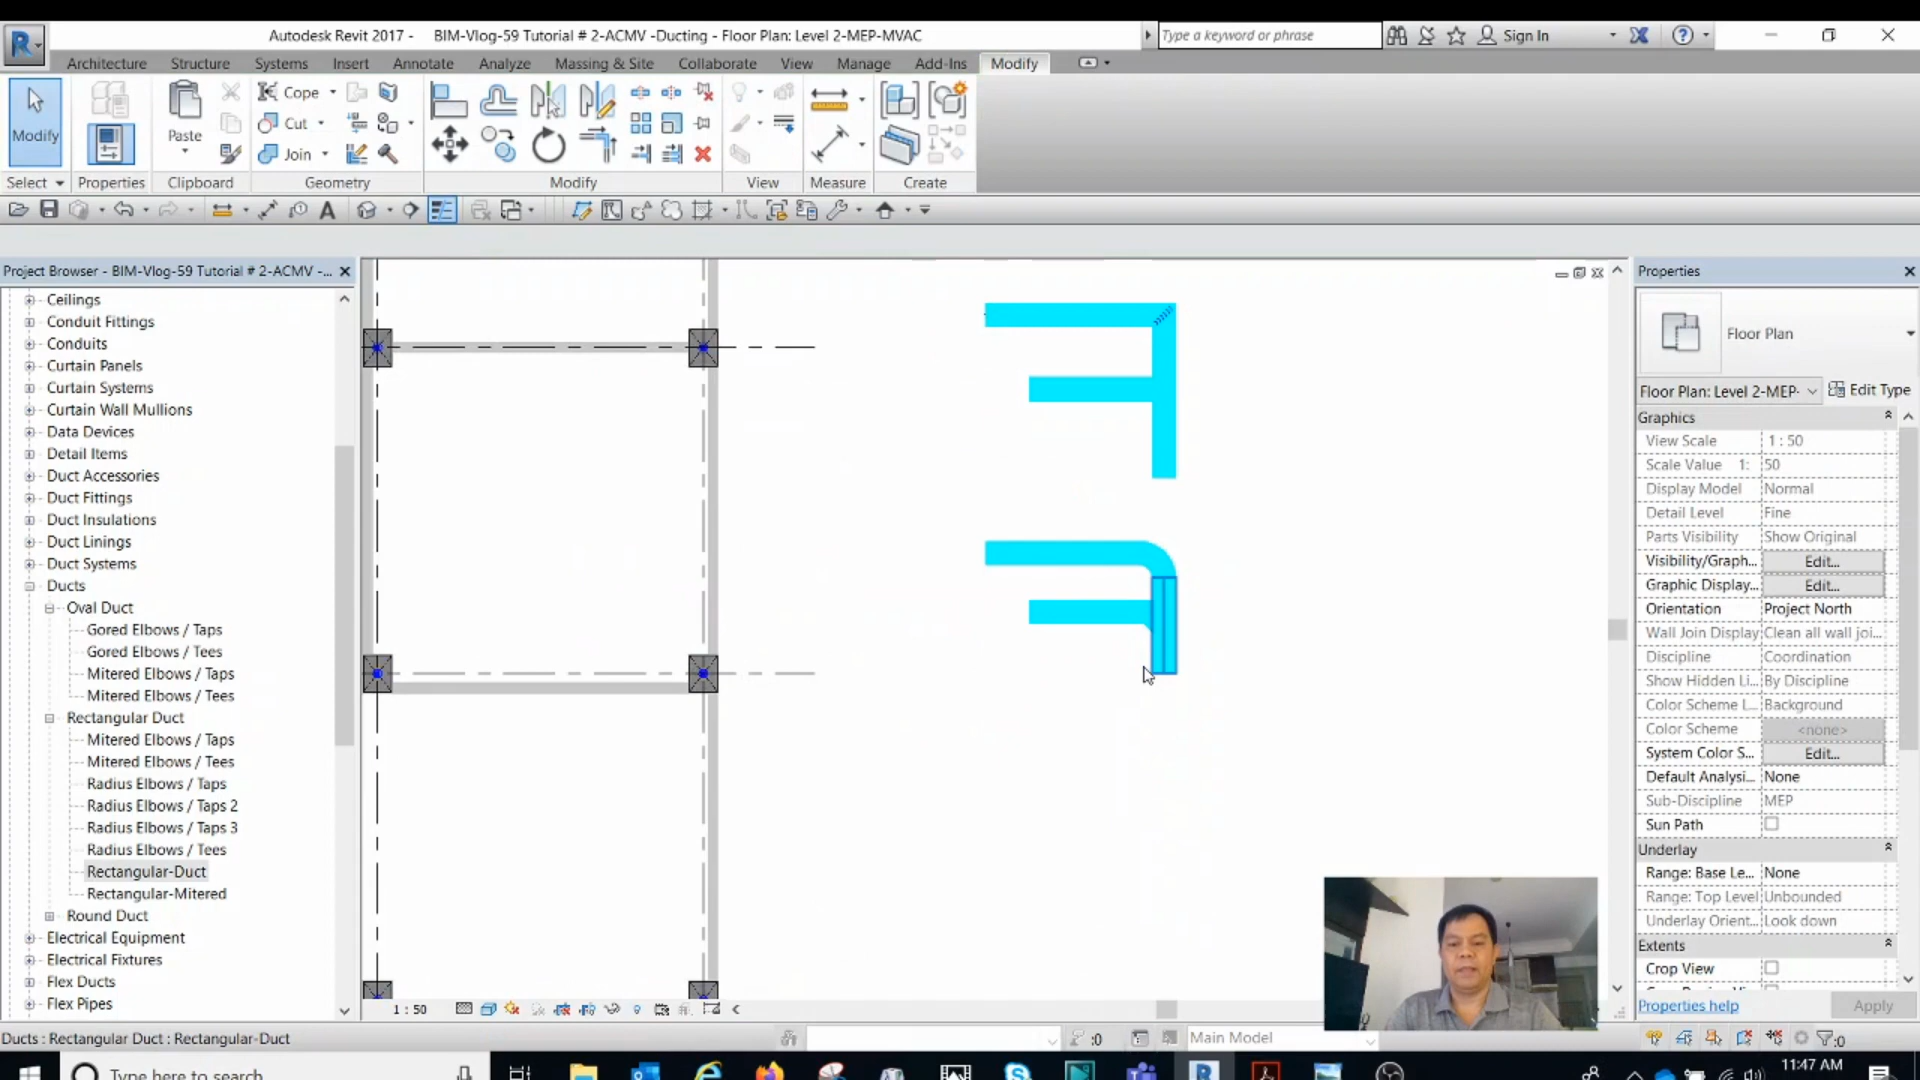 Autodesk Revit 2017 - BIM-Vlog-59 Tutorial # 2-ACMV -Ducting - Floor Plan: Level 2-MEP-MVAC
Type a keyword or phrase
Sign In
Architecture Structure Systems Insert Annotate Analyze Massing & Site Collaborate View Manage Add-Ins Modify
Modify
Paste
Cope
Cut
Join
Select Properties Clipboard Geometry Modify View Measure Create
Project Browser - BIM-Vlog-59 Tutorial # 2-ACMV -...
Ceilings
Conduit Fittings
Conduits
Curtain Panels
Curtain Systems
Curtain Wall Mullions
Data Devices
Detail Items
Duct Accessories
Duct Fittings
Duct Insulations
Duct Linings
Duct Systems
Ducts
Oval Duct
Gored Elbows / Taps
Gored Elbows / Tees
Mitered Elbows / Taps
Mitered Elbows / Tees
Rectangular Duct
Mitered Elbows / Taps
Mitered Elbows / Tees
Radius Elbows / Taps
Radius Elbows / Taps 2
Radius Elbows / Taps 3
Radius Elbows / Tees
Rectangular-Duct
Rectangular-Mitered
Round Duct
Electrical Equipment
Electrical Fixtures
Flex Ducts
Flex Pipes
1 : 50
Properties
Floor Plan
Floor Plan: Level 2-MEP- Edit Type
Graphics
View Scale 1 : 50
Scale Value 1: 50
Display Model Normal
Detail Level Fine
Parts Visibility Show Original
Visibility/Graph... Edit...
Graphic Display... Edit...
Orientation Project North
Wall Join Display Clean all wall joi...
Discipline Coordination
Show Hidden Li... By Discipline
Color Scheme L... Background
Color Scheme <none>
System Color S... Edit...
Default Analysi... None
Sub-Discipline MEP
Sun Path
Underlay
Range: Base Le... None
Range: Top Level Unbounded
Underlay Orient... Look down
Extents
Crop View
Properties help Apply
Ducts : Rectangular Duct : Rectangular-Duct
:0
Main Model
:0
Type here to search
11:47 AM